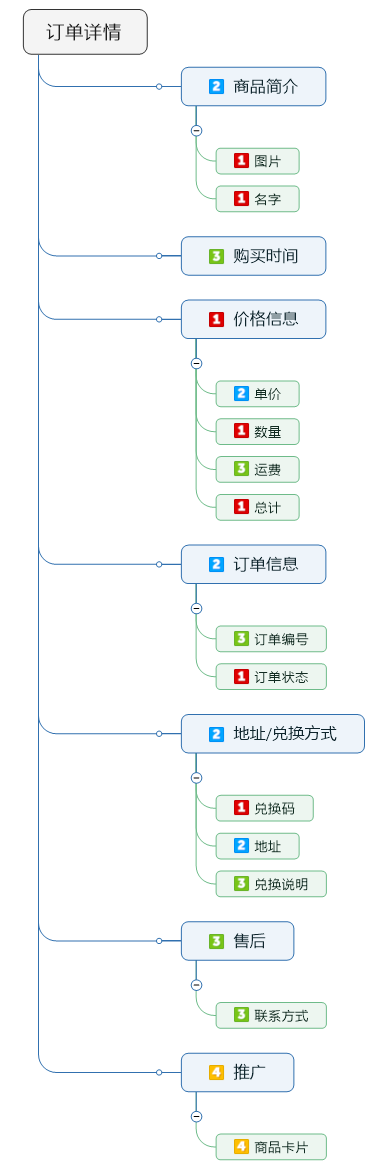 订单详情
2 商品简介
1 图片
1 名字
3 购买时间
1 价格信息
2 单价
1 数量
3 运费
1 总计
2 订单信息
3 订单编号
1 订单状态
2 地址/兑换方式
1 兑换码
2 地址
3 兑换说明
3 售后
3 联系方式
4 推广
4 商品卡片